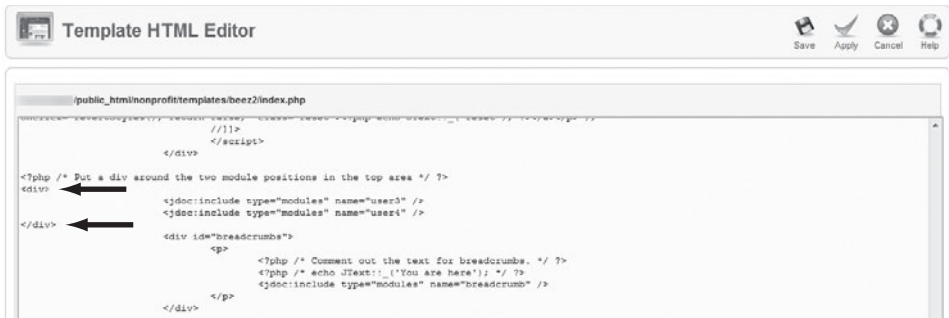 Template HTML Editor
Save Apply Cancel Help
/public_html/nonprofit/templates/beez2/index.php
//]]>
</script>
</div>
<?php /* Put a div around the two module positions in the top area */ ?>
<div>
<jdoc:include type="modules" name="user3" />
<jdoc:include type="modules" name="user4" />
</div>
<div id="breadcrumbs">
<p>
<?php /* Comment out the text for breadcrumbs. */ ?>
<?php /* echo JText::_('You are here'); */ ?>
<jdoc:include type="modules" name="breadcrumb" />
</p>
</div>